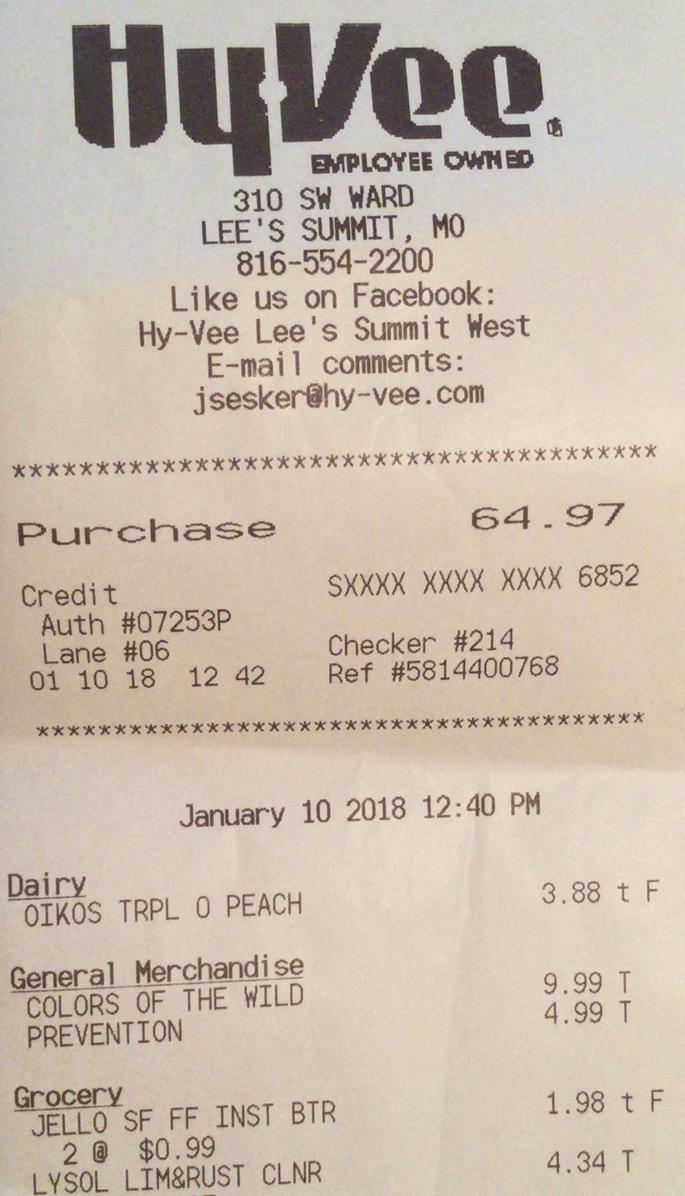 HyVee
EMPLOYEE OWNED
310 SW WARD
LEE'S SUMMIT, MO
816-554-2200
Like us on Facebook:
Hy-Vee Lee's Summit West
E-mail comments:
jsesker@hy-vee.com
****************************************
Purchase 64.97
Credit SXXXX XXXX XXXX 6852
Auth #07253P
Lane #06 Checker #214
01 10 18 12 42 Ref #5814400768
****************************************
January 10 2018 12:40 PM
Dairy
OIKOS TRPL O PEACH 3.88 t F
General Merchandise
COLORS OF THE WILD 9.99 T
PREVENTION 4.99 T
Grocery
JELLO SF FF INST BTR 1.98 t F
2 @ $0.99
LYSOL LIM&RUST CLNR 4.34 T